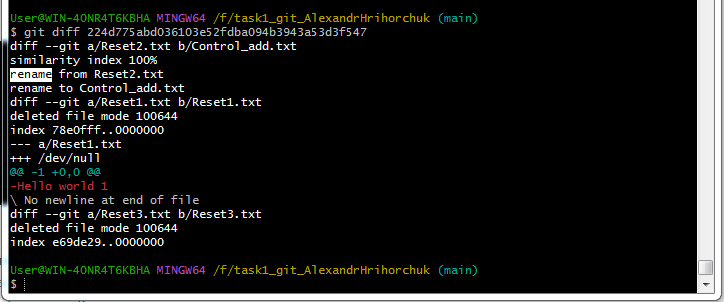 User@WIN-4ONR4T6KBHA MINGW64 /f/task1_git_AlexandrHrihorchuk (main)
$ git diff 224d775abd036103e52fdba094b3943a53d3f547
diff --git a/Reset2.txt b/Control_add.txt
similarity index 100%
rename from Reset2.txt
rename to Control_add.txt
diff --git a/Reset1.txt b/Reset1.txt
deleted file mode 100644
index 78e0fff..0000000
--- a/Reset1.txt
+++ /dev/null
@@ -1 +0,0 @@
-Hello world 1
\ No newline at end of file
diff --git a/Reset3.txt b/Reset3.txt
deleted file mode 100644
index e69de29..0000000
User@WIN-4ONR4T6KBHA MINGW64 /f/task1_git_AlexandrHrihorchuk (main)
$